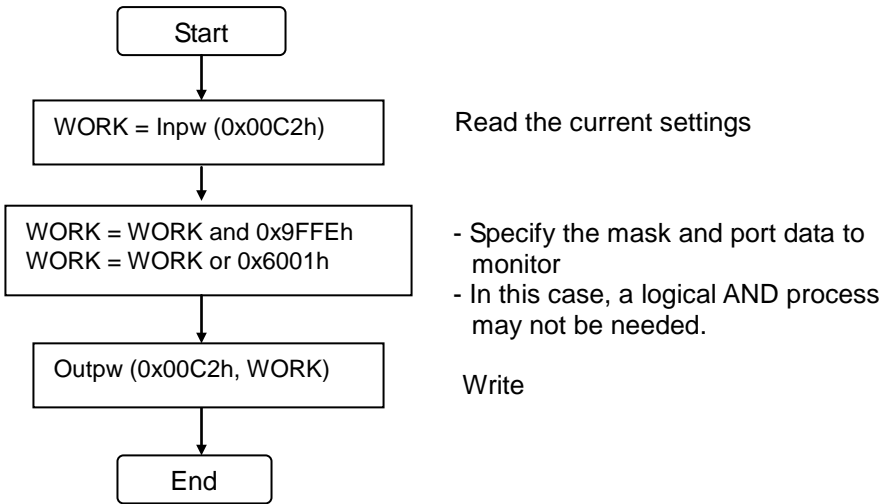 Start
WORK = Inpw (0x00C2h)
Read the current settings
WORK = WORK and 0x9FFEh
WORK = WORK or 0x6001h
- Specify the mask and port data to
monitor
- In this case, a logical AND process
may not be needed.
Outpw (0x00C2h, WORK)
Write
End